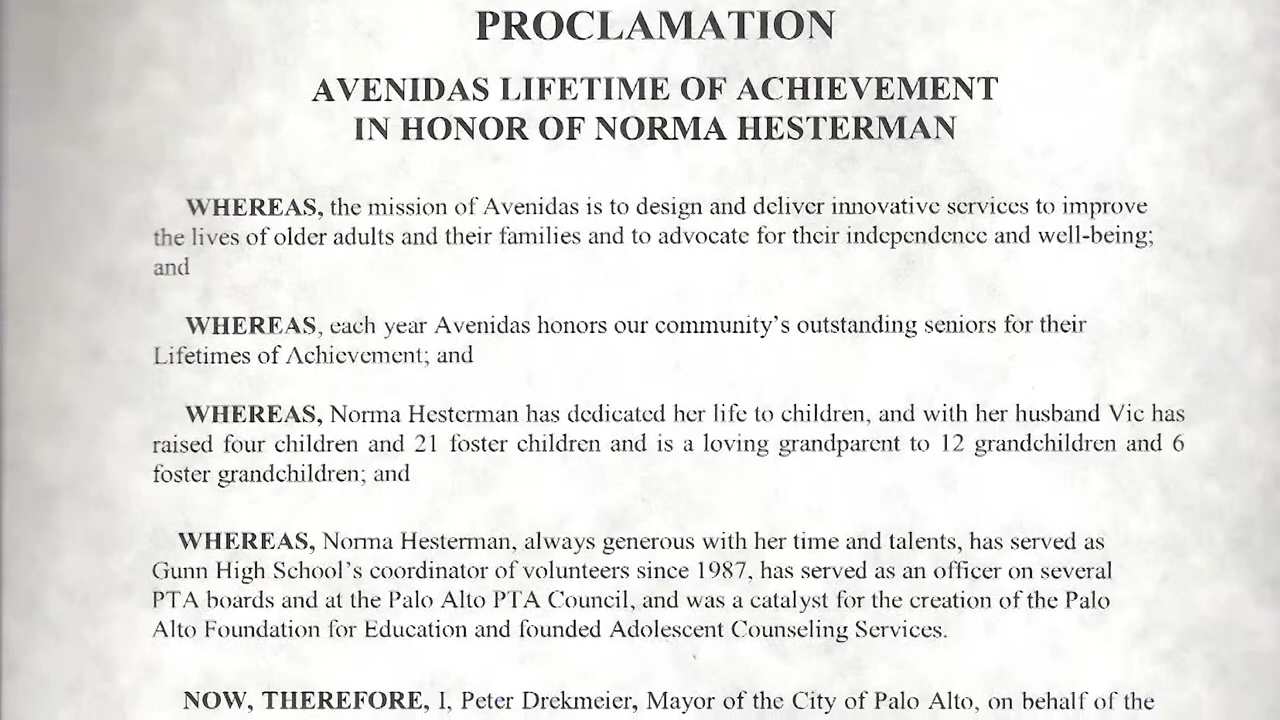 PROCLAMATION
AVENIDAS LIFETIME OF ACHIEVEMENT
IN HONOR OF NORMA HESTERMAN
WHEREAS, the mission of Avenidas is to design and deliver innovative services to improve
the lives of older adults and their families and to advocate for their independence and well-being;
and
WHEREAS, each year Avenidas honors our community's outstanding seniors for their
Lifetimes of Achievement; and
WHEREAS, Norma Hesterman has dedicated her life to children, and with her husband Vic has
raised four children and 21 foster children and is a loving grandparent to 12 grandchildren and 6
foster grandchildren; and
WHEREAS, Norma Hesterman, always generous with her time and talents, has served as
Gunn High School's coordinator of volunteers since 1987, has served as an officer on several
PTA boards and at the Palo Alto PTA Council, and was a catalyst for the creation of the Palo
Alto Foundation for Education and founded Adolescent Counseling Services.
NOW, THEREFORE, I, Peter Drekmeier, Mayor of the City of Palo Alto, on behalf of the